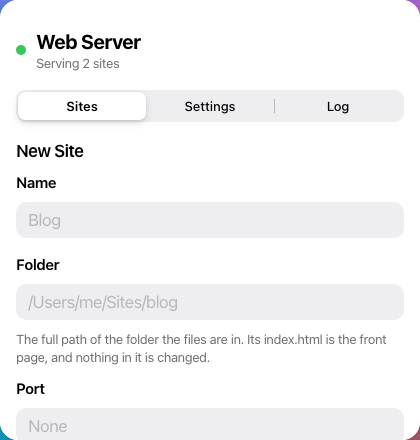 Web Server
Serving 2 sites
Sites
Settings
Log
New Site
Name
Blog
Folder
/Users/me/Sites/blog
The full path of the folder the files are in. Its index.html is the front
page, and nothing in it is changed.
Port
None